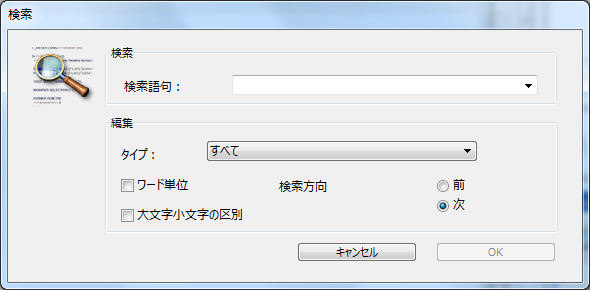 検索
検索
検索語句：
編集
タイプ： すべて
ワード単位 検索方向 前
次
大文字小文字の区別
キャンセル OK